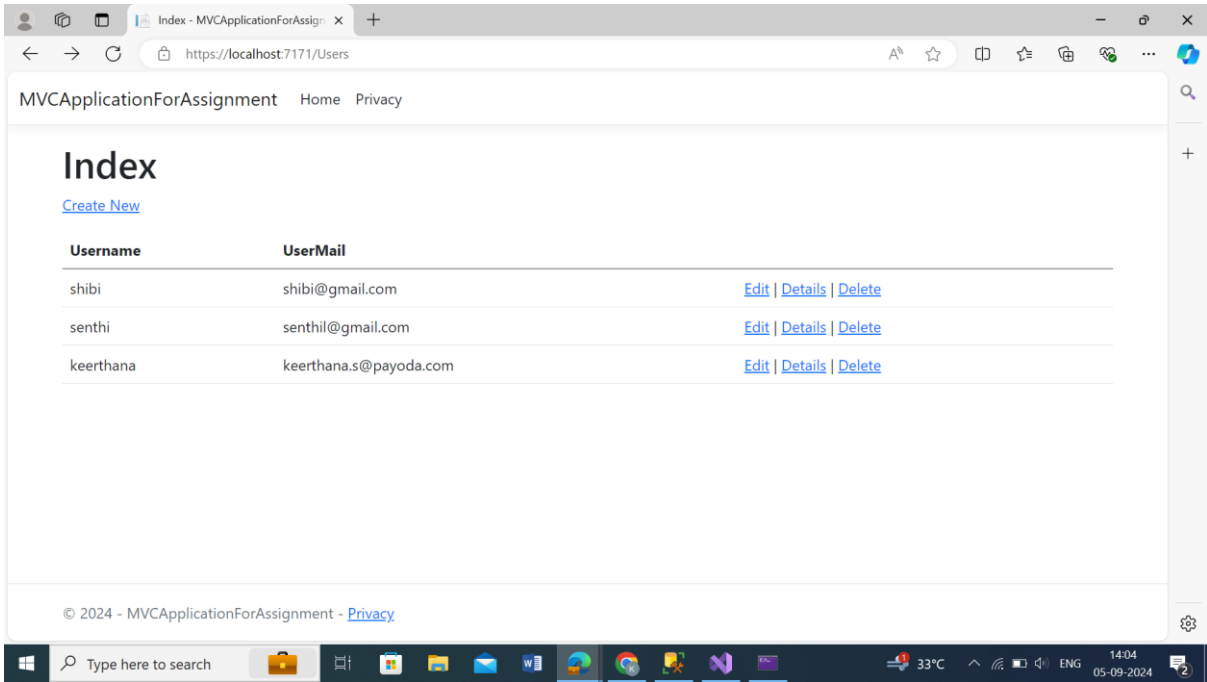 Index - MVCApplicationForAssign
https://localhost:7171/Users
MVCApplicationForAssignment Home Privacy
Index
Create New
Username UserMail
shibi shibi@gmail.com Edit | Details | Delete
senthi senthil@gmail.com Edit | Details | Delete
keerthana keerthana.s@payoda.com Edit | Details | Delete
© 2024 - MVCApplicationForAssignment - Privacy
Type here to search 33°C ENG 14:04
05-09-2024